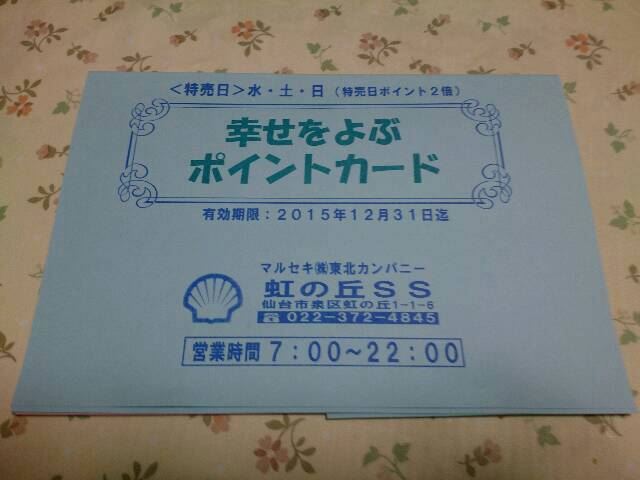 ＜特売日＞水・土・日（特売日ポイント２倍）
幸せをよぶ
ポイントカード
有効期限：２０１５年１２月３１日迄
マルセキ㈱東北カンパニー
虹の丘ＳＳ
仙台市泉区虹の丘1-1-6
☎022-372-4845
営業時間 7：00～22：00